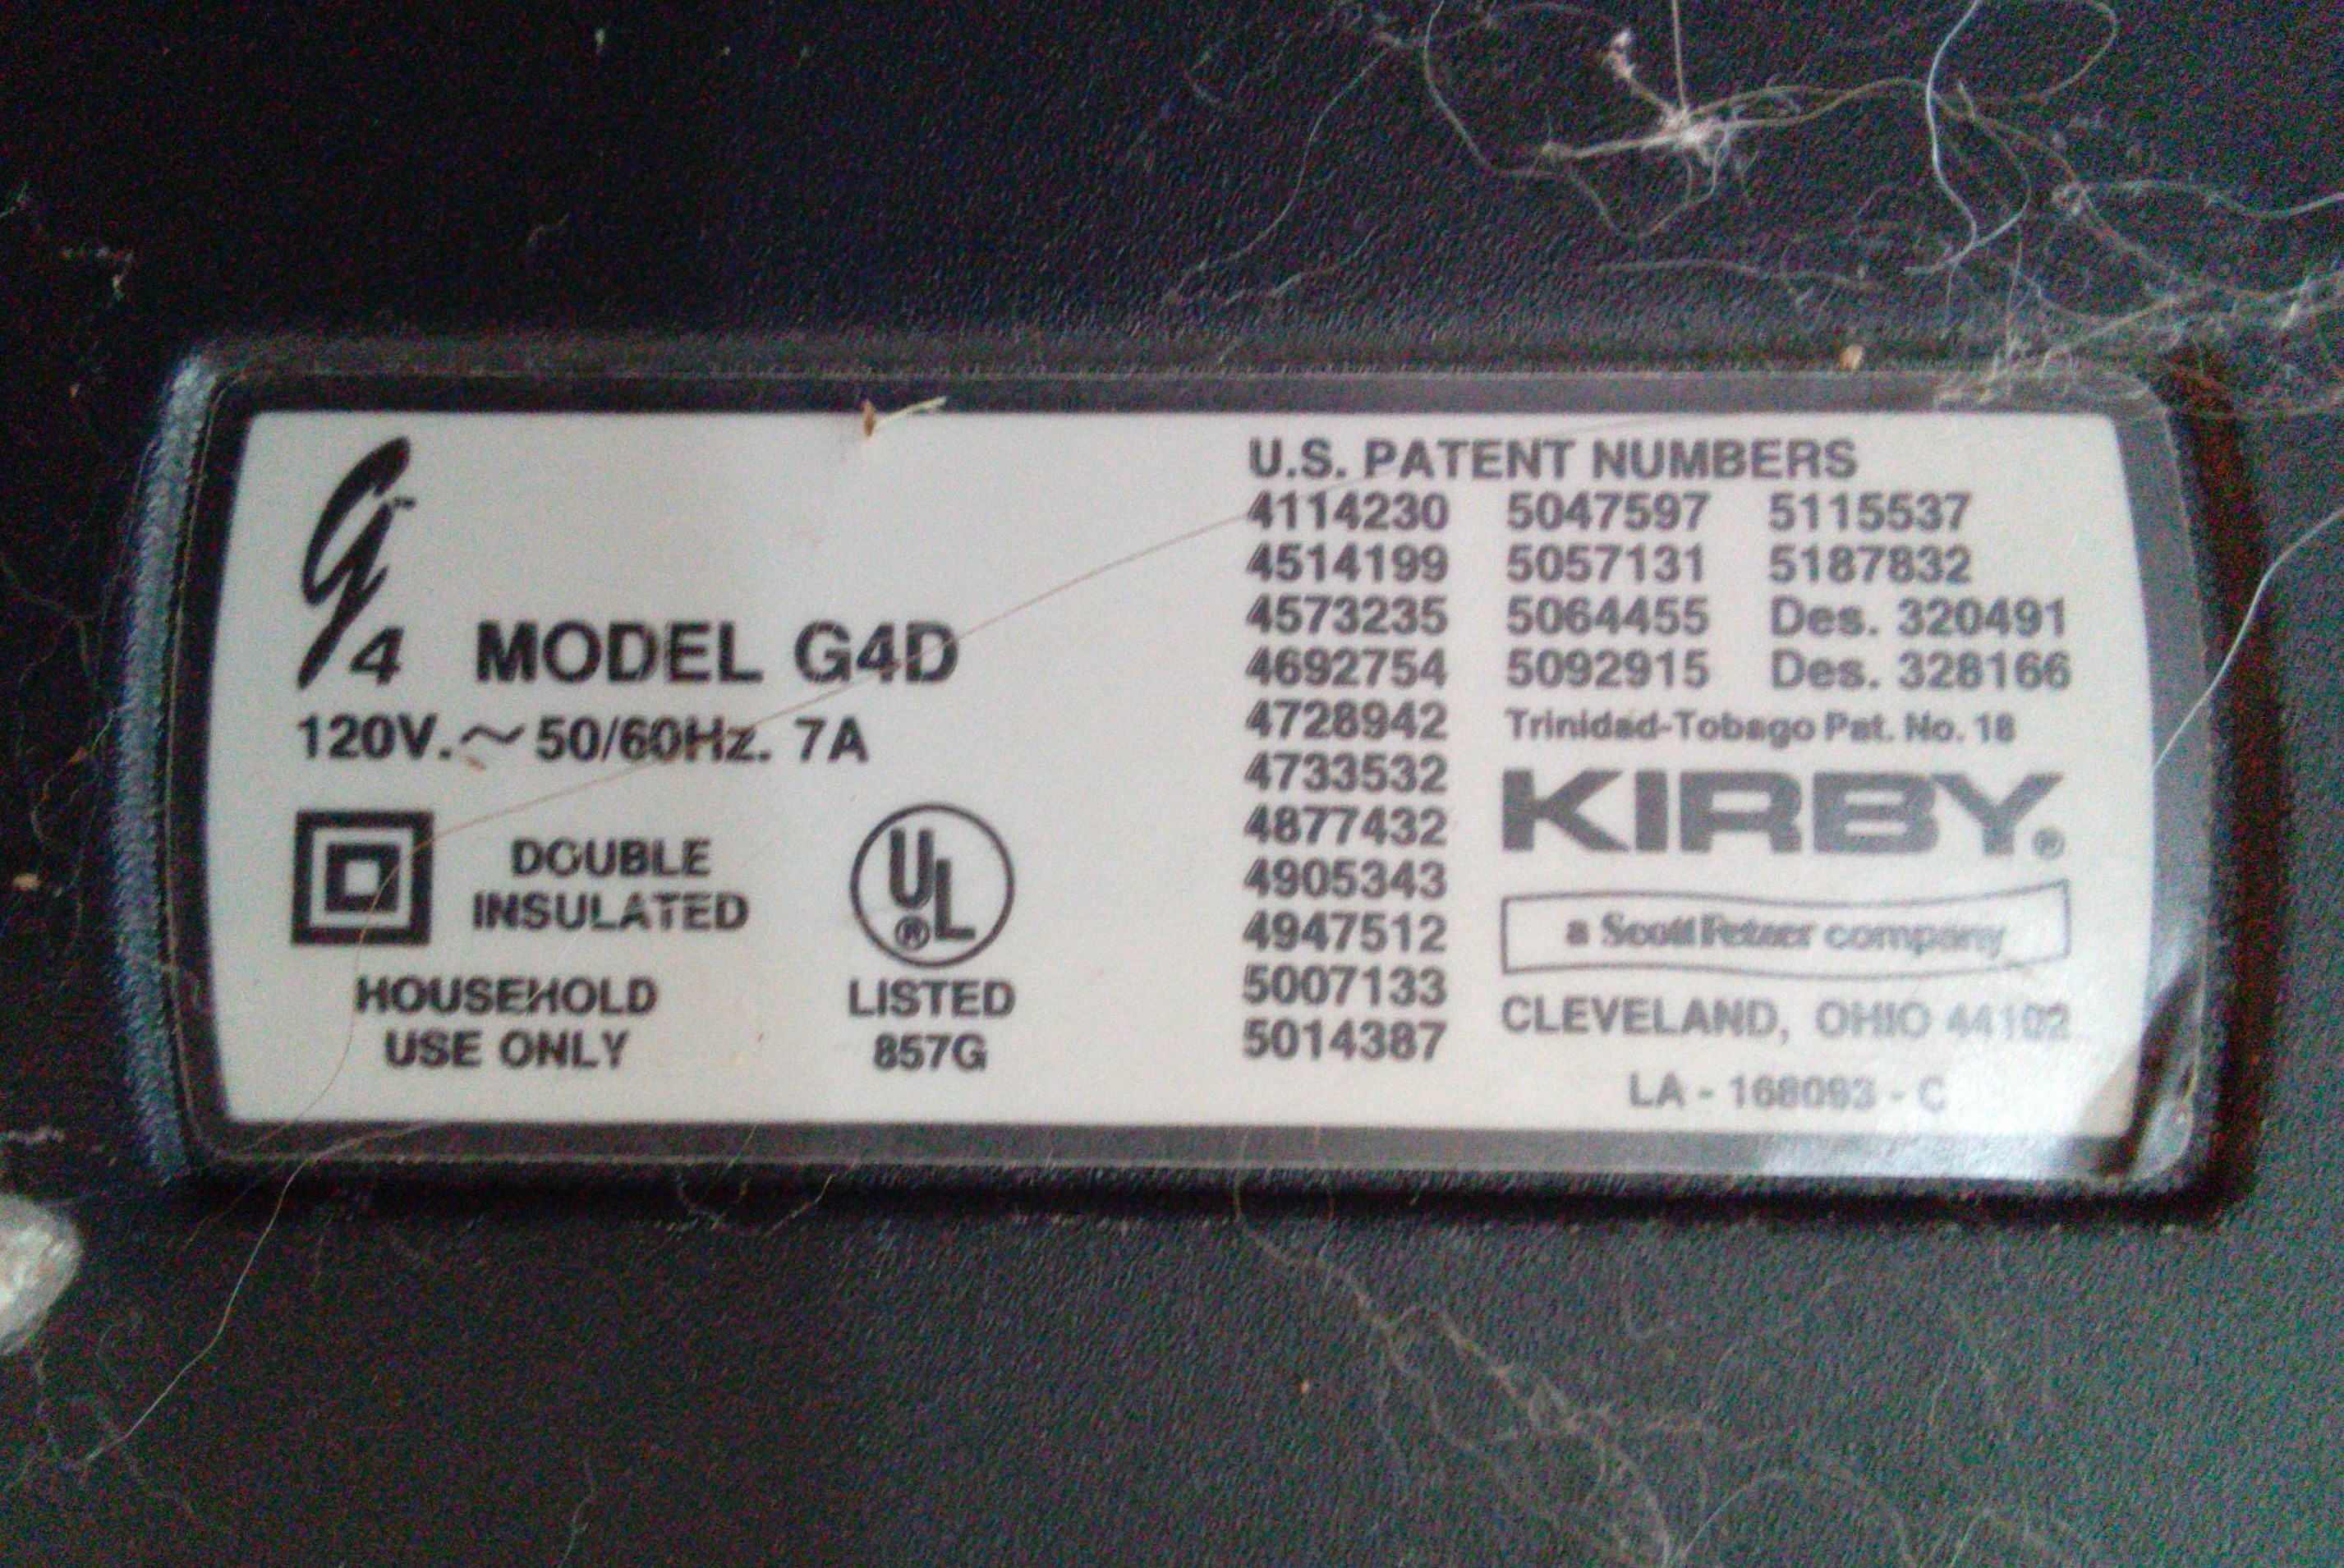 G™4 MODEL G4D
120V.~50/60Hz. 7A
DOUBLE
INSULATED
HOUSEHOLD
USE ONLY
UL®
LISTED
857G
U.S. PATENT NUMBERS
4114230 5047597 5115537
4514199 5057131 5187832
4573235 5064455 Des. 320491
4692754 5092915 Des. 328166
4728942 Trinidad-Tobago Pat. No. 18
4733532
4877432
4905343
4947512
5007133
5014387
KIRBY®
a Scott Fetzer company
CLEVELAND, OHIO 44102
LA - 168093 - C